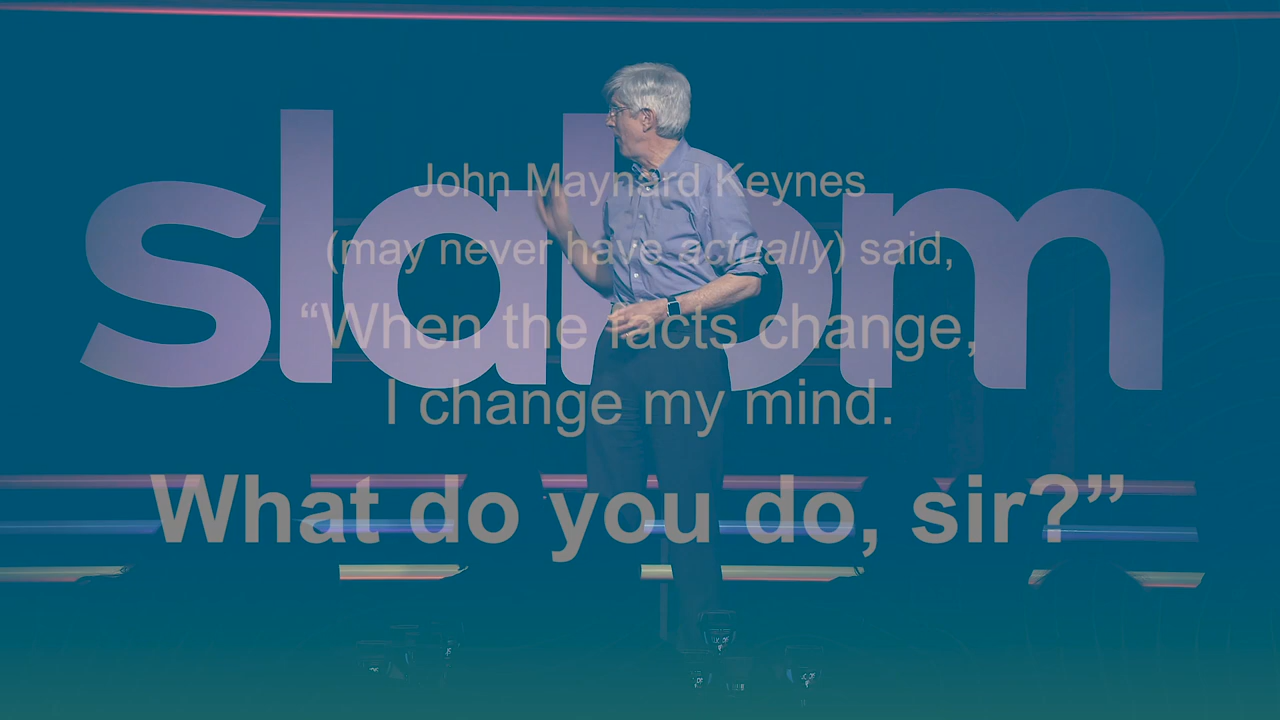 slalom
John Maynard Keynes
(may never have actually) said,
“When the facts change,
I change my mind.
What do you do, sir?”